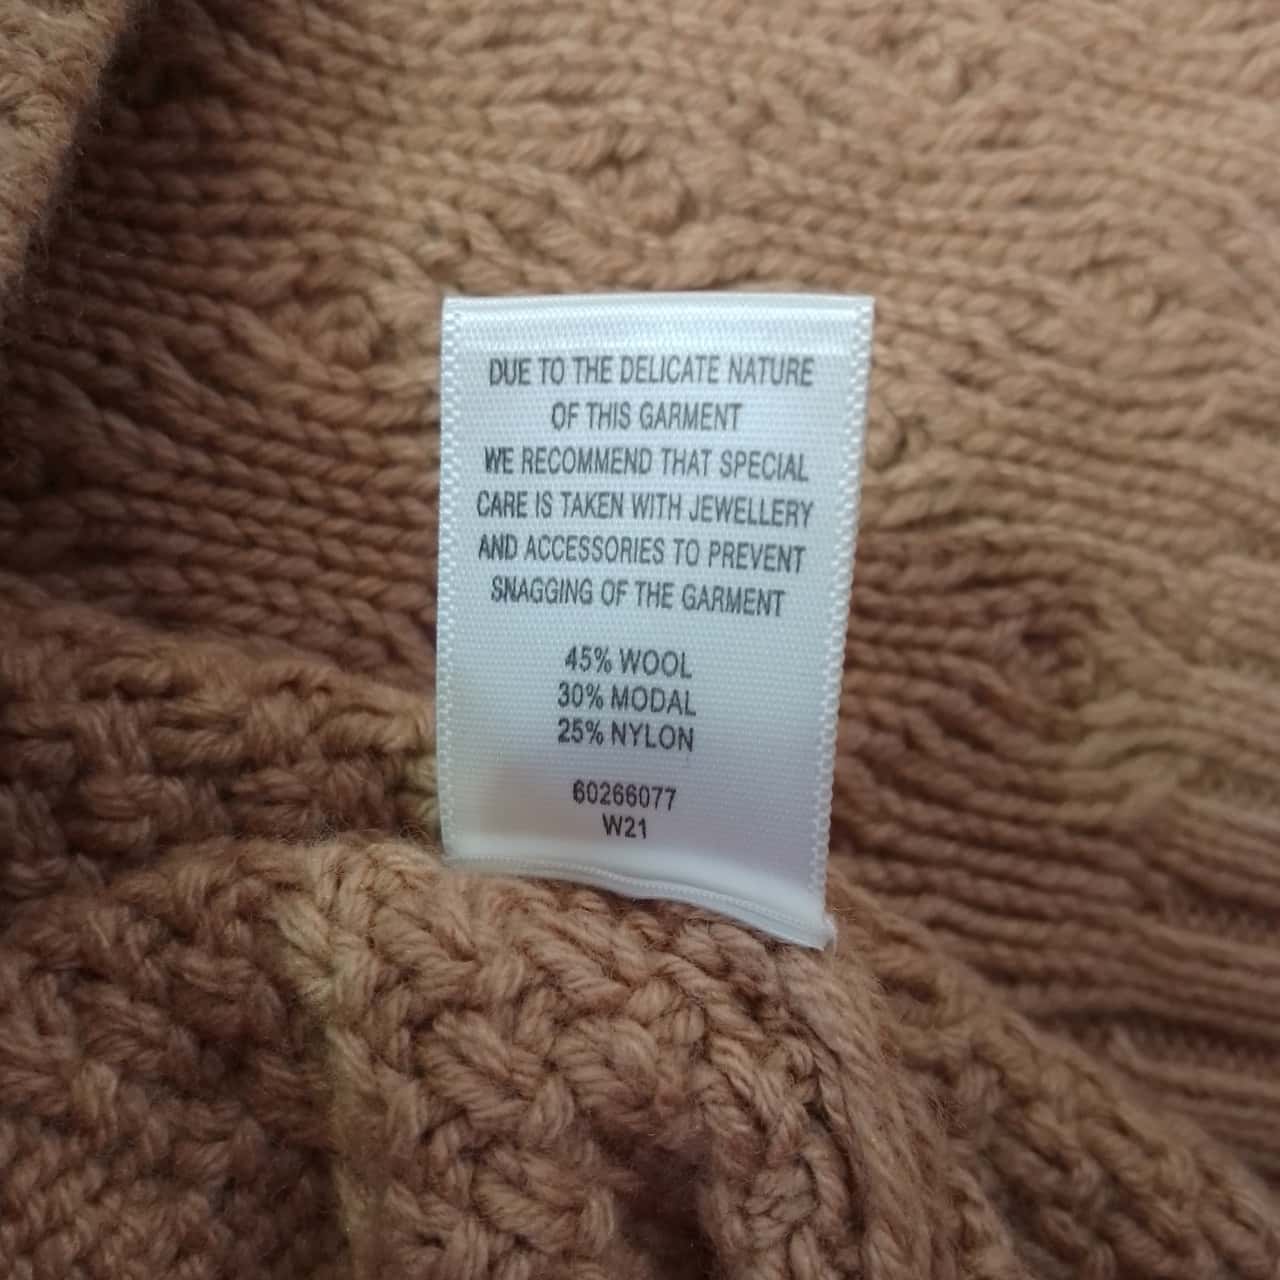 DUE TO THE DELICATE NATURE
OF THIS GARMENT
WE RECOMMEND THAT SPECIAL
CARE IS TAKEN WITH JEWELLERY
AND ACCESSORIES TO PREVENT
SNAGGING OF THE GARMENT
45% WOOL
30% MODAL
25% NYLON
60266077
W21